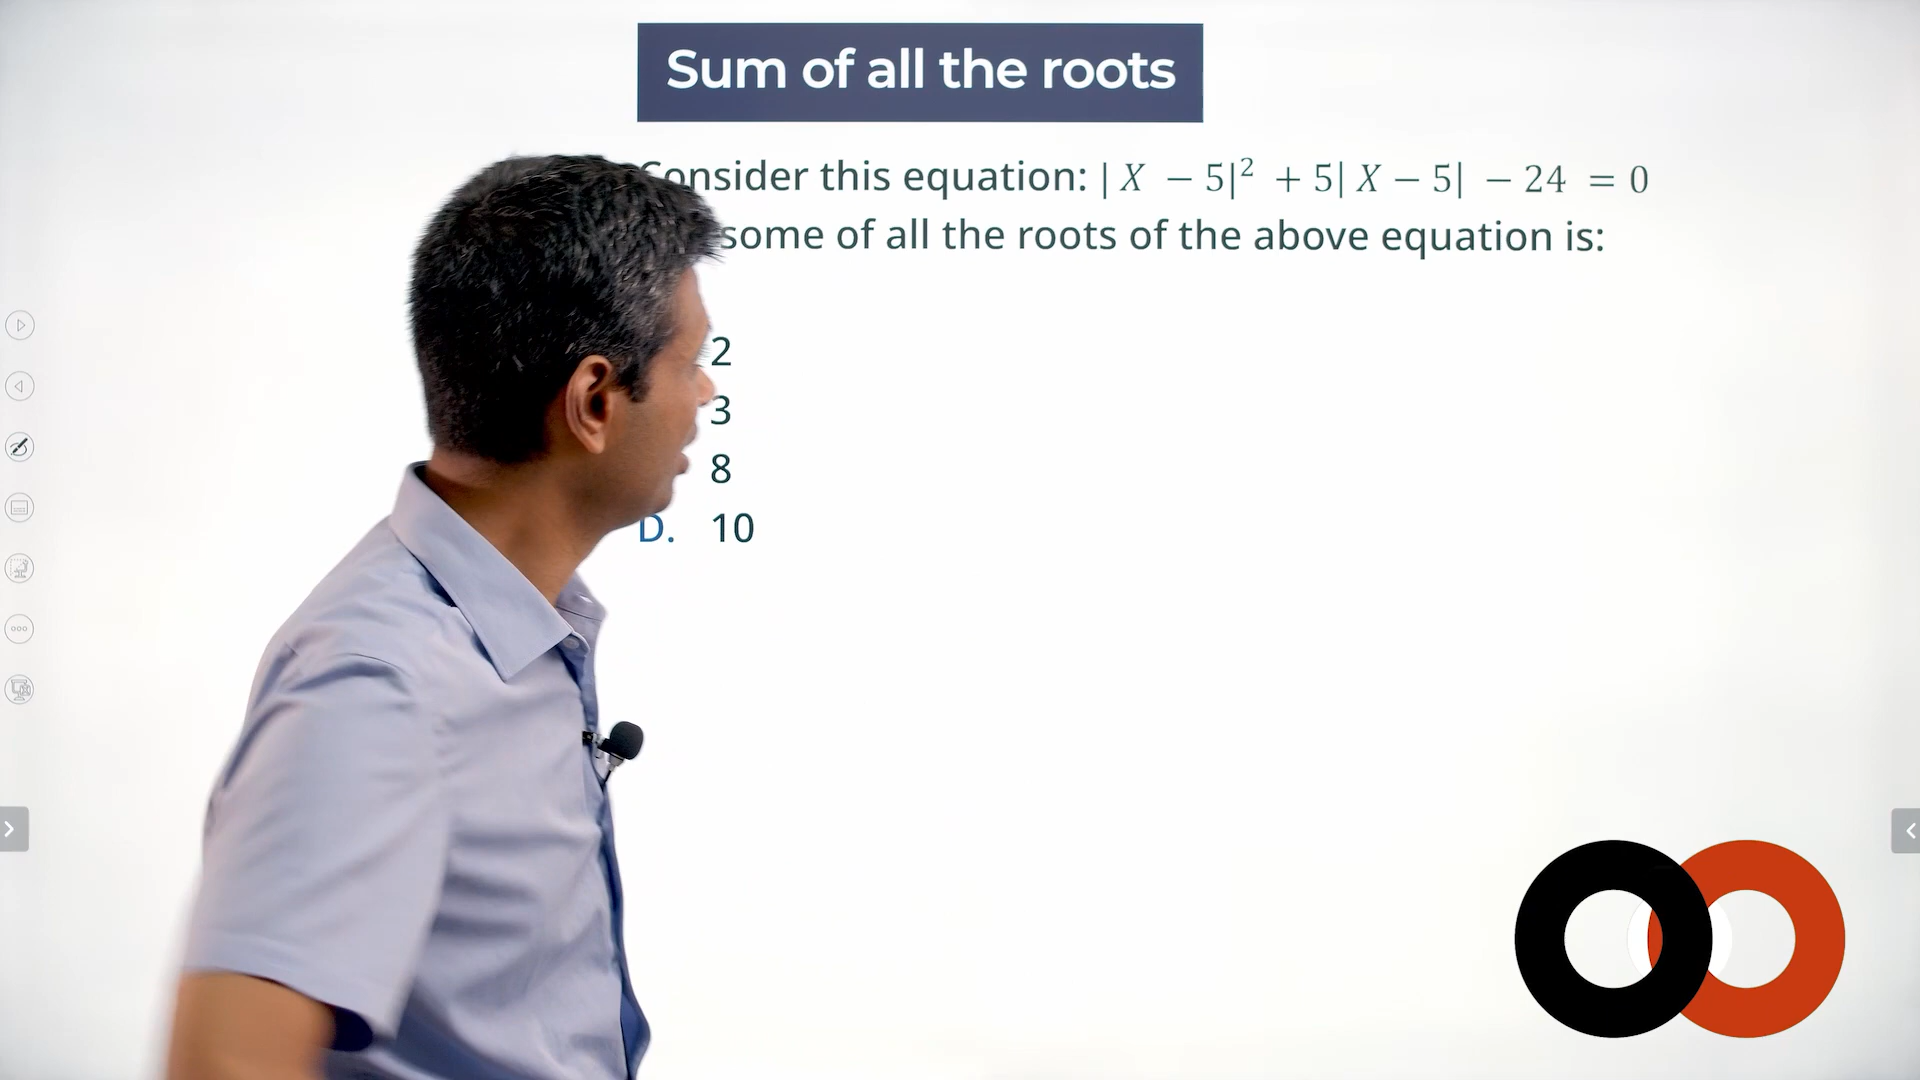 Sum of all the roots
Consider this equation: | X − 5|² + 5| X − 5| − 24 = 0
some of all the roots of the above equation is:
2
3
8
D. 10